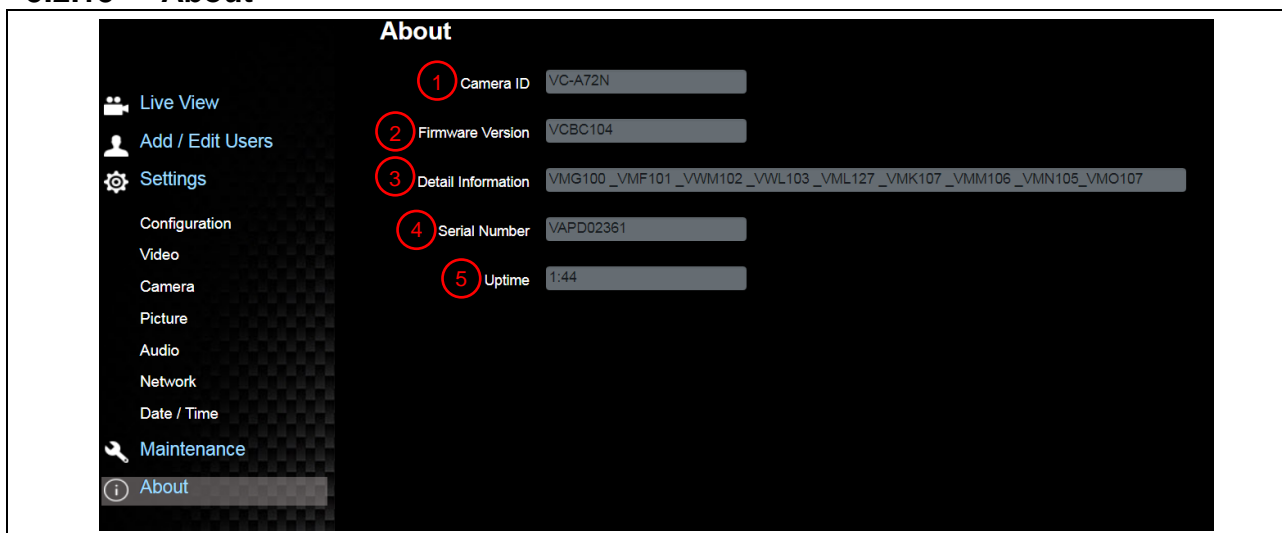 About
About
1 Camera ID VC-A72N
Live View
2 Firmware Version VCBC104
Add / Edit Users
3 Detail Information VMG100 _VMF101 _VWM102 _VWL103 _VML127 _VMK107 _VMM106 _VMN105_VMO107
Settings
4 Serial Number VAPD02361
Configuration
Video
5 Uptime 1:44
Camera
Picture
Audio
Network
Date / Time
Maintenance
About